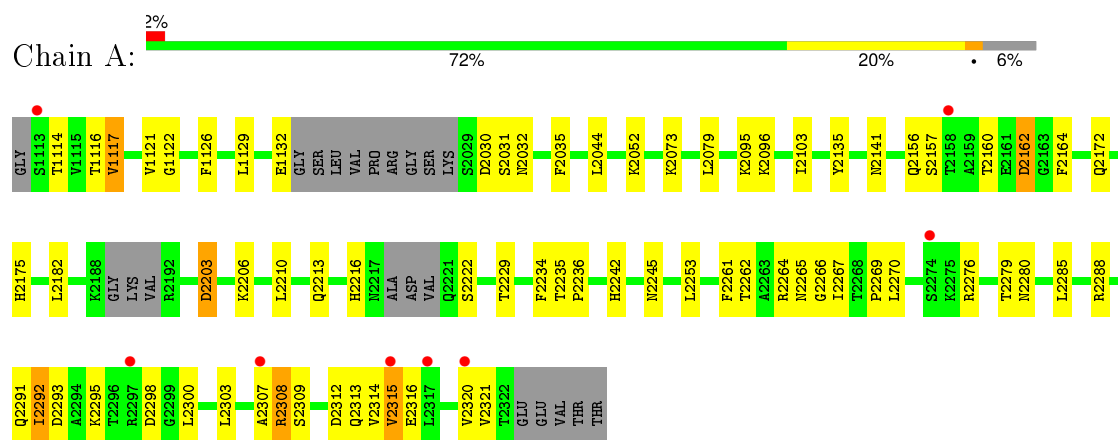 2%
Chain A:
72% 20% • 6%
GLY S1113 T1114 V1115 T1116 V1117 V1121 G1122 F1126 L1129 E1132 GLY SER LEU VAL PRO ARG GLY SER LYS S2029 D2030 S2031 N2032 F2035 L2044 K2052 K2073 L2079 K2095 K2096 I2103 Y2135 N2141 Q2156 S2157 T2158 A2159 T2160 E2161 D2162 G2163 F2164 Q2172
H2175 L2182 K2188 GLY LYS VAL R2192 D2203 K2206 L2210 Q2213 H2216 N2217 ALA ASP VAL Q2221 S2222 T2229 F2234 T2235 P2236 H2242 N2245 L2253 F2261 T2262 A2263 R2264 N2265 G2266 I2267 T2268 P2269 L2270 S2274 K2275 R2276 T2279 N2280 L2285 R2288
Q2291 I2292 D2293 A2294 K2295 T2296 R2297 D2298 G2299 L2300 L2303 A2307 R2308 S2309 D2312 Q2313 V2314 V2315 E2316 L2317 V2320 V2321 T2322 GLU GLU VAL THR THR